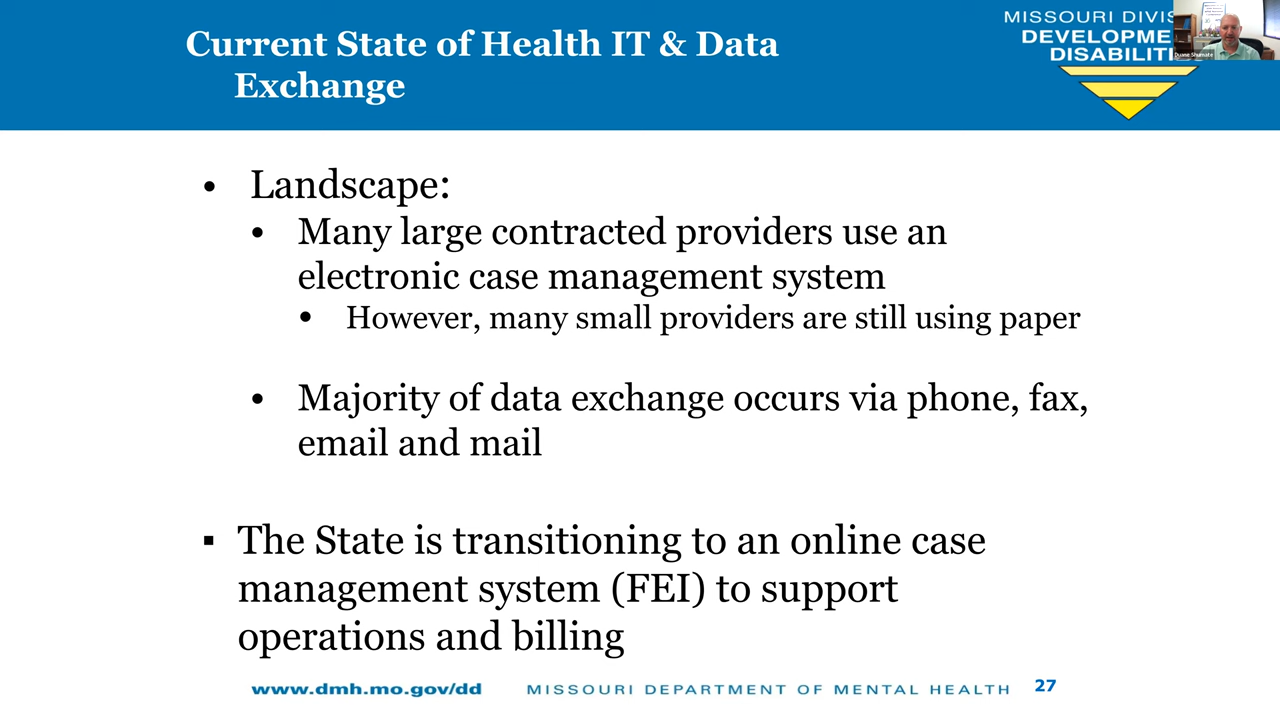 Current State of Health IT & Data
Exchange
MISSOURI DIVIS
DEVELOPME
DISABILITI
Duane Shumate
• Landscape:
• Many large contracted providers use an
electronic case management system
• However, many small providers are still using paper
• Majority of data exchange occurs via phone, fax,
email and mail
▪ The State is transitioning to an online case
management system (FEI) to support
operations and billing
www.dmh.mo.gov/dd MISSOURI DEPARTMENT OF MENTAL HEALTH 27